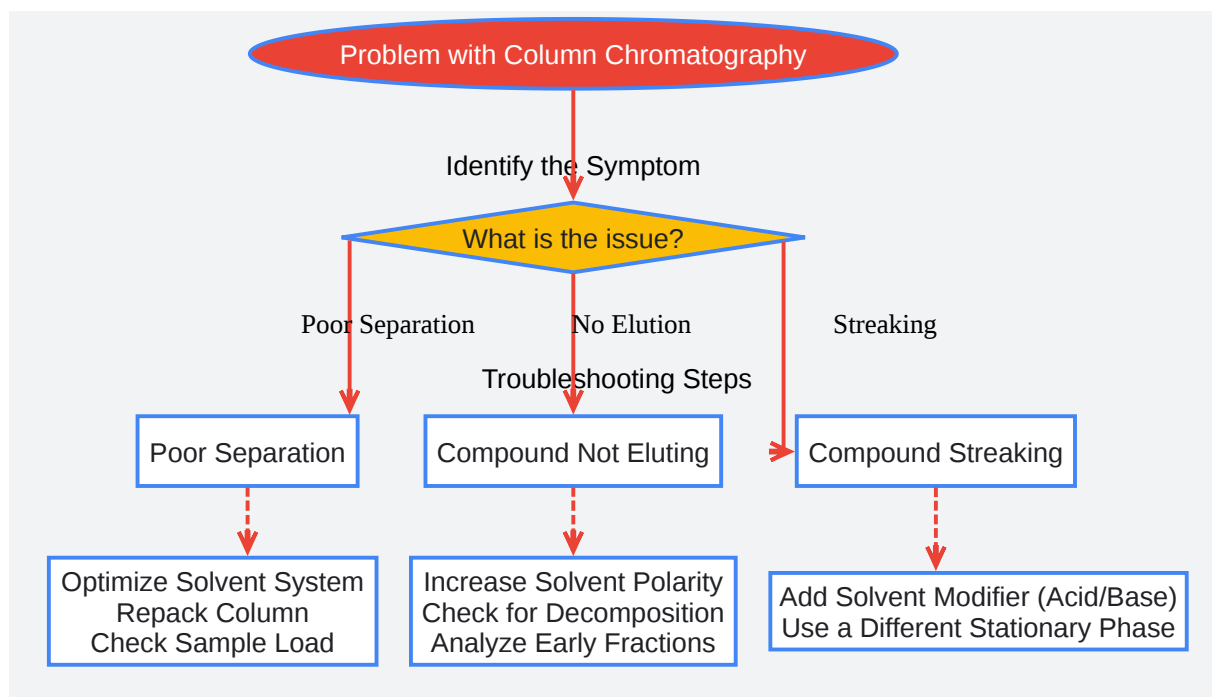 Problem with Column Chromatography
Identify the Symptom
What is the issue?
Poor Separation
No Elution
Streaking
Troubleshooting Steps
Poor Separation
Compound Not Eluting
Compound Streaking
Optimize Solvent System
Repack Column
Check Sample Load
Increase Solvent Polarity
Check for Decomposition
Analyze Early Fractions
Add Solvent Modifier (Acid/Base)
Use a Different Stationary Phase